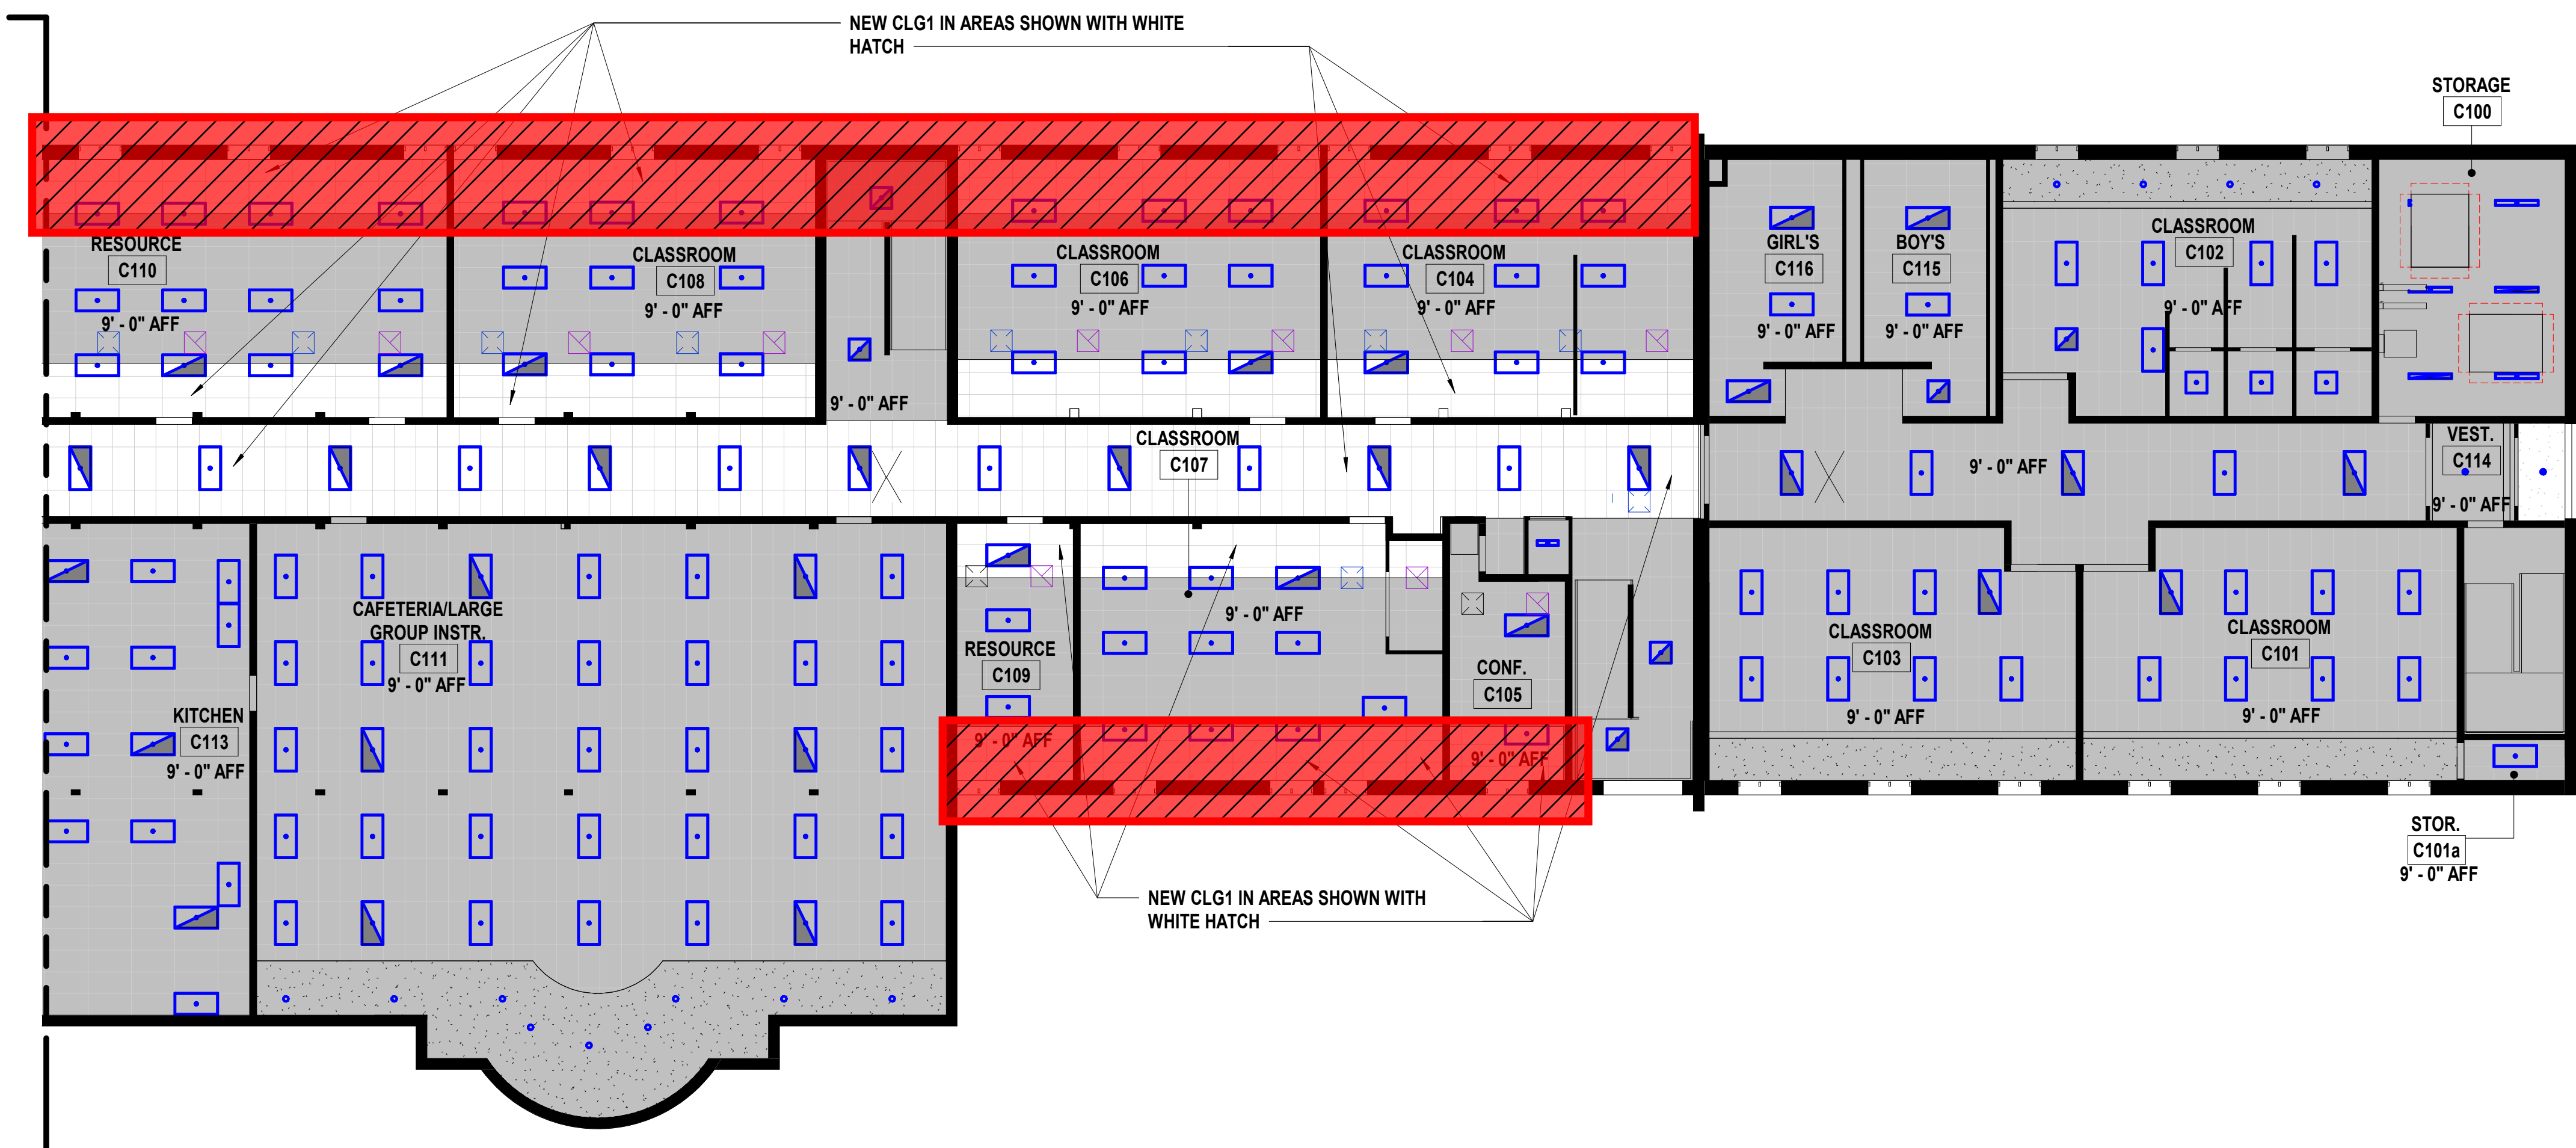 NEW CLG1 IN AREAS SHOWN WITH WHITE
HATCH
STORAGE
C100
RESOURCE
C110
9' - 0" AFF
CLASSROOM
C108
9' - 0" AFF
9' - 0" AFF
CLASSROOM
C106
9' - 0" AFF
CLASSROOM
C104
9' - 0" AFF
GIRL'S
C116
9' - 0" AFF
BOY'S
C115
9' - 0" AFF
CLASSROOM
C102
9' - 0" AFF
CLASSROOM
C107
9' - 0" AFF
9' - 0" AFF
VEST.
C114
9' - 0" AFF
CAFETERIA/LARGE
GROUP INSTR.
C111
9' - 0" AFF
KITCHEN
C113
9' - 0" AFF
RESOURCE
C109
9' - 0" AFF
CONF.
C105
9' - 0" AFF
CLASSROOM
C103
9' - 0" AFF
CLASSROOM
C101
9' - 0" AFF
STOR.
C101a
9' - 0" AFF
NEW CLG1 IN AREAS SHOWN WITH
WHITE HATCH